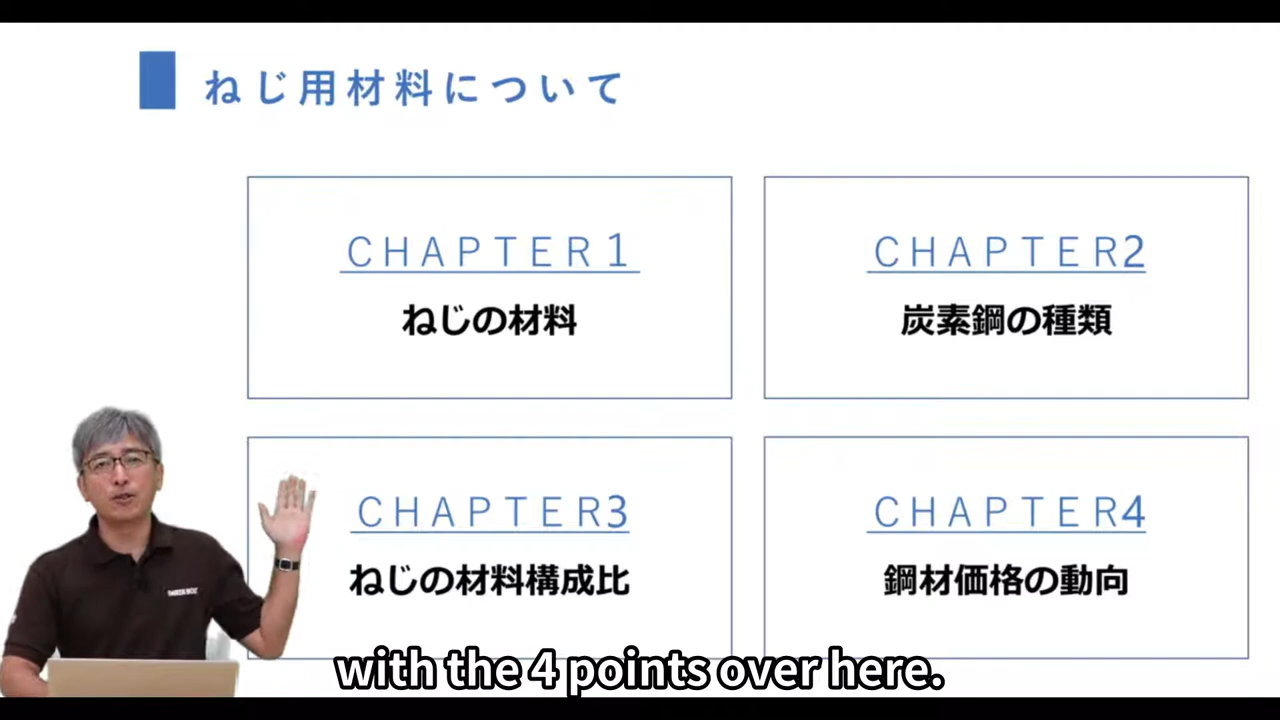 ねじ用材料について
CHAPTER1
ねじの材料
CHAPTER2
炭素鋼の種類
CHAPTER3
ねじの材料構成比
CHAPTER4
鋼材価格の動向
with the 4 points over here.